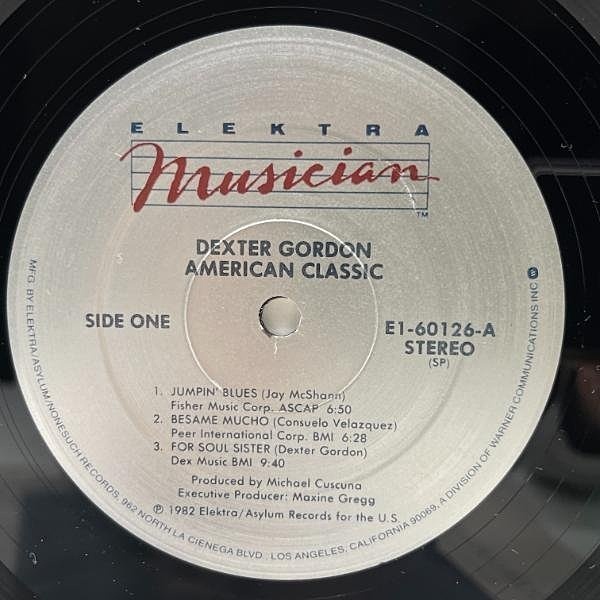 ELEKTRA
Musician
TM
DEXTER GORDON
AMERICAN CLASSIC
SIDE ONE
E1-60126-A
STEREO
(SP)
1. JUMPIN' BLUES (Jay McShann)
Fisher Music Corp. ASCAP 6:50
2. BESAME MUCHO (Consuelo Velazquez)
Peer International Corp. BMI 6:28
3. FOR SOUL SISTER (Dexter Gordon)
Dex Music BMI 9:40
Produced by Michael Cuscuna
Executive Producer: Maxine Gregg
℗ 1982 Elektra/Asylum Records for the U.S.
MFG. BY ELEKTRA/ASYLUM/NONESUCH RECORDS, 962 NORTH LA CIENEGA BLVD., LOS ANGELES, CALIFORNIA 90069, A DIVISION OF WARNER COMMUNICATIONS INC